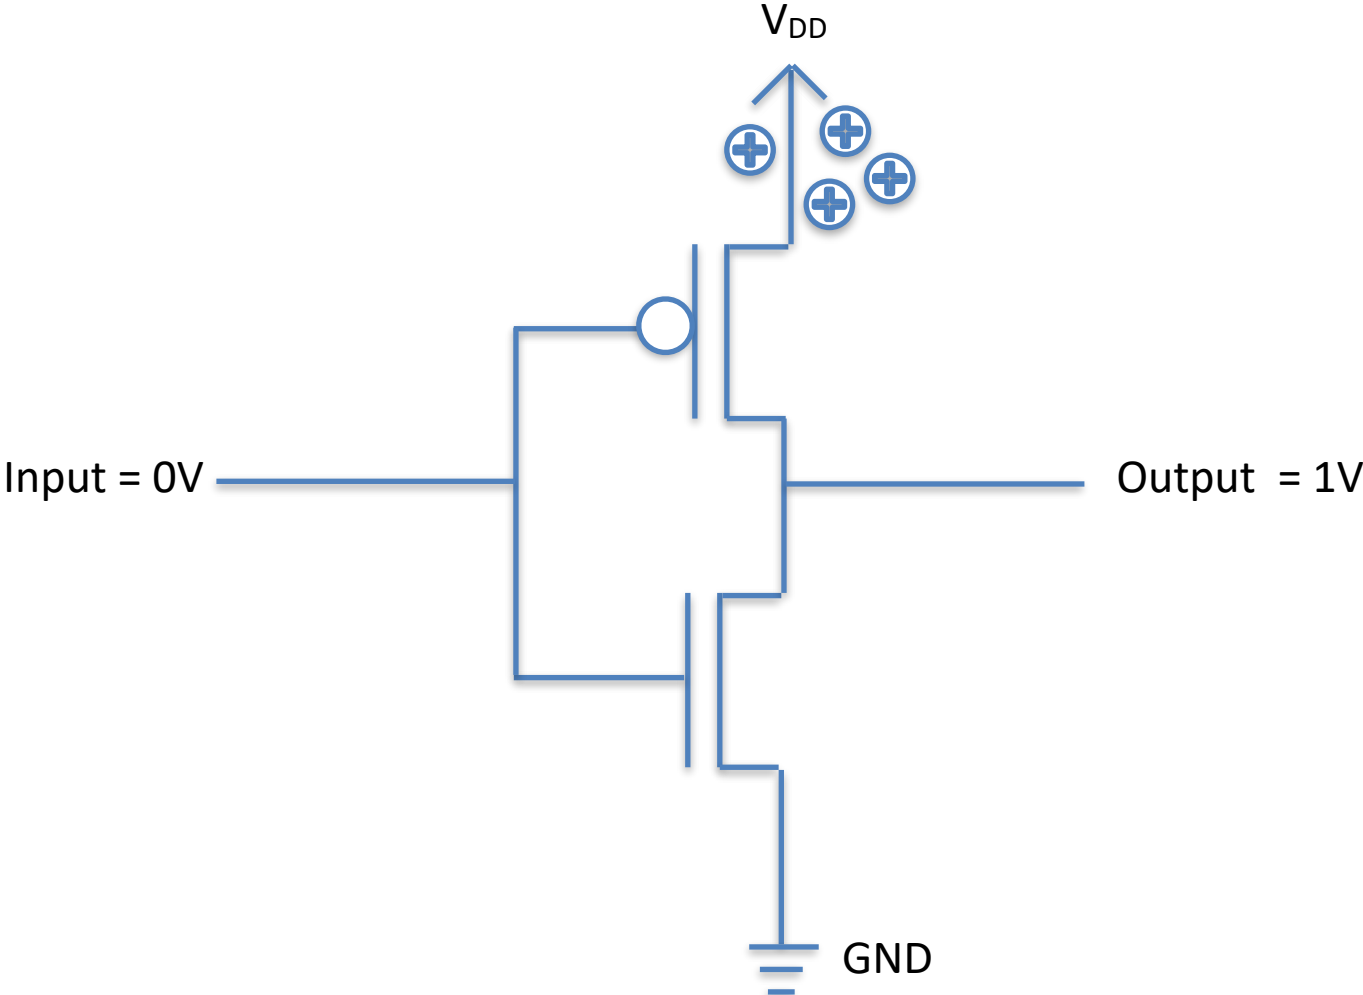 VDD
Input = 0V
Output = 1V
GND